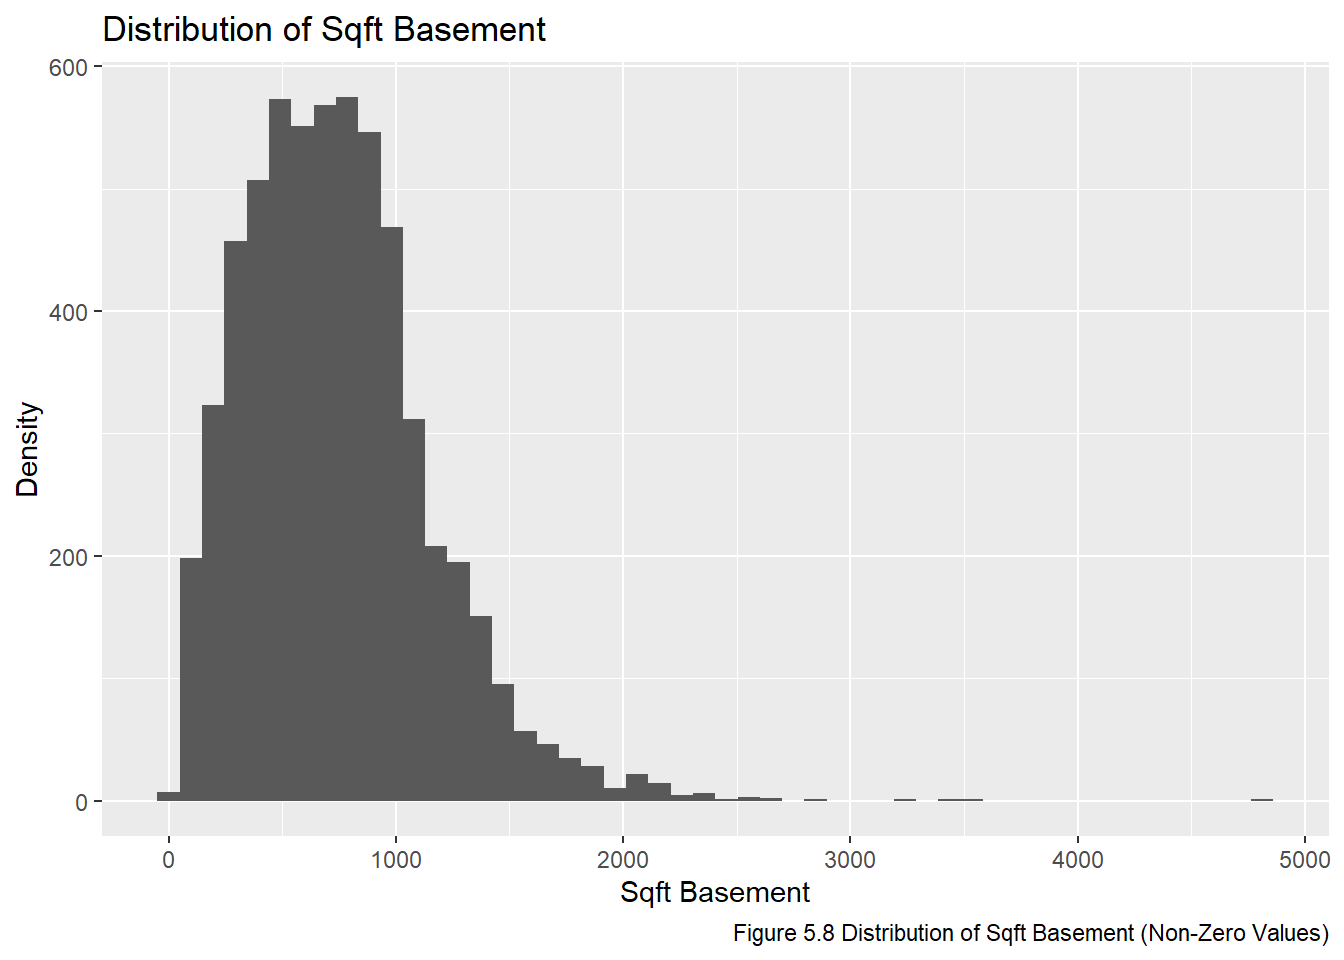 Distribution of Sqft Basement
600
400
200
0
Density
0 1000 2000 3000 4000 5000
Sqft Basement
Figure 5.8 Distribution of Sqft Basement (Non-Zero Values)